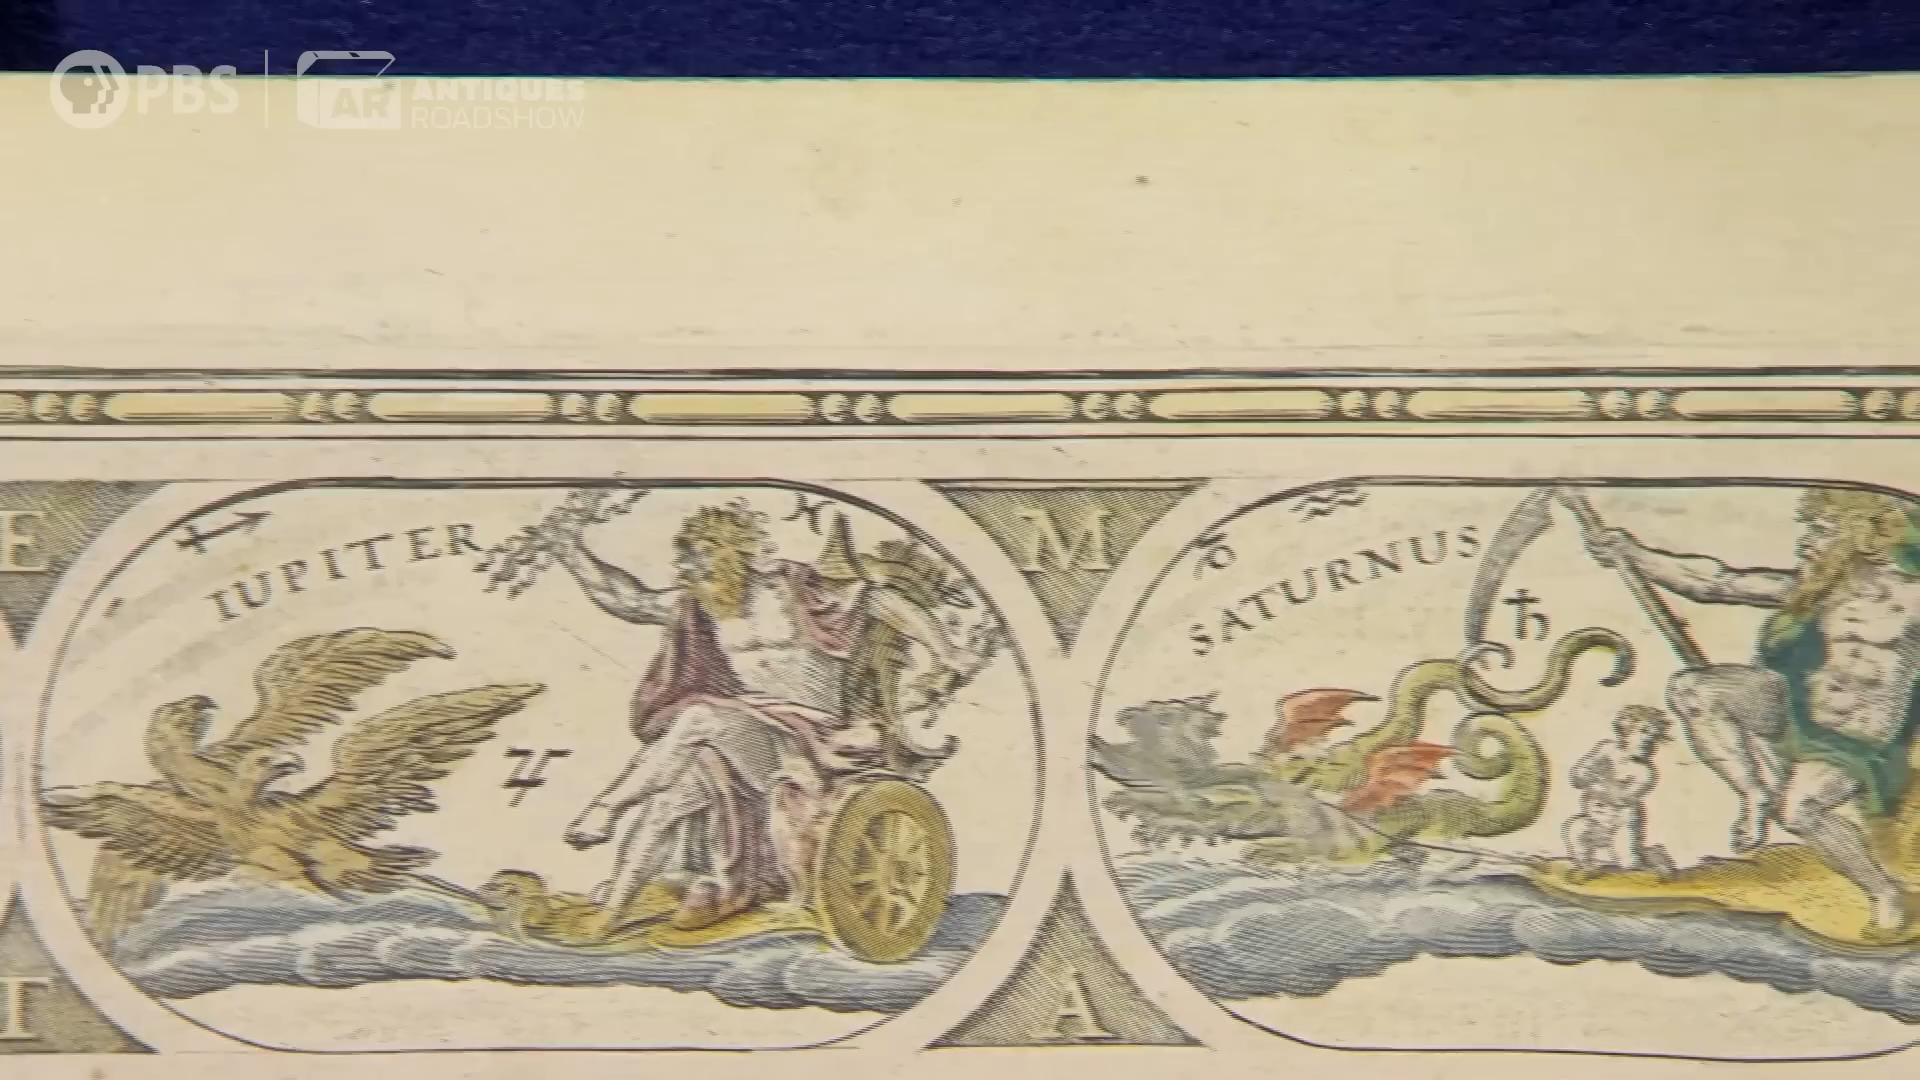 PBS
AR
ANTIQUES
ROADSHOW
E
M
IUPITER
SATURNUS
T
A